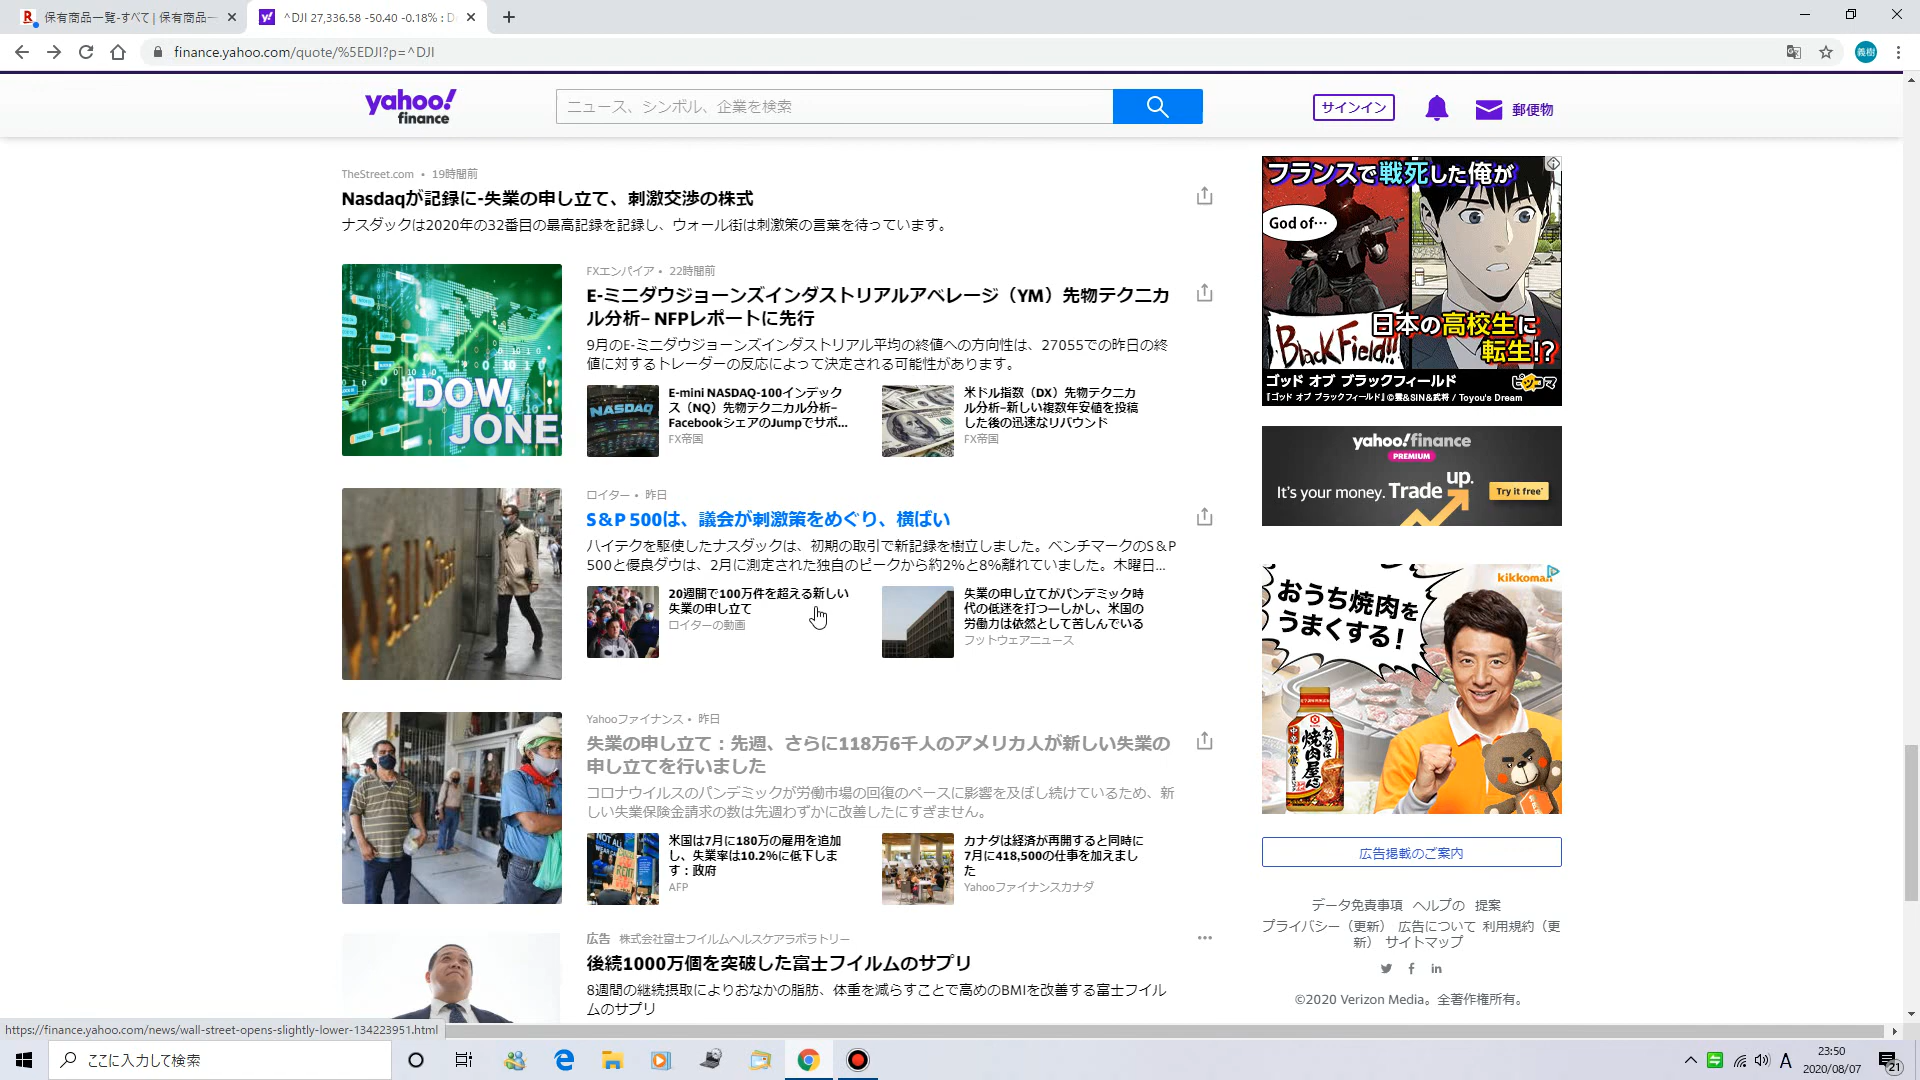 保有商品一覧-すべて | 保有商品一
^DJI 27,336.58 -50.40 -0.18% : D
finance.yahoo.com/quote/%5EDJI?p=^DJI
義樹
yahoo!
finance
ニュース、シンボル、企業を検索
サインイン
郵便物
TheStreet.com • 19時間前
Nasdaqが記録に-失業の申し立て、刺激交渉の株式
ナスダックは2020年の32番目の最高記録を記録し、ウォール街は刺激策の言葉を待っています。
DOW
JONE
FXエンパイア • 22時間前
E-ミニダウジョーンズインダストリアルアベレージ（YM）先物テクニカ
ル分析– NFPレポートに先行
9月のE-ミニダウジョーンズインダストリアル平均の終値への方向性は、27055での昨日の終
値に対するトレーダーの反応によって決定される可能性があります。
NASDAQ
E-mini NASDAQ-100インデック
ス（NQ）先物テクニカル分析–
FacebookシェアのJumpでサポ...
FX帝国
米ドル指数（DX）先物テクニカ
ル分析–新しい複数年安値を投稿
した後の迅速なリバウンド
FX帝国
Wall Street
ロイター • 昨日
S＆P 500は、議会が刺激策をめぐり、横ばい
ハイテクを駆使したナスダックは、初期の取引で新記録を樹立しました。ベンチマークのS＆P
500と優良ダウは、2月に測定された独自のピークから約2％と8％離れていました。木曜日...
20週間で100万件を超える新しい
失業の申し立て
ロイターの動画
失業の申し立てがパンデミック時
代の低迷を打つ—しかし、米国の
労働力は依然として苦しんでいる
フットウェアニュース
Yahooファイナンス • 昨日
失業の申し立て：先週、さらに118万6千人のアメリカ人が新しい失業の
申し立てを行いました
コロナウイルスのパンデミックが労働市場の回復のペースに影響を及ぼし続けているため、新
しい失業保険金請求の数は先週わずかに改善したにすぎません。
米国は7月に180万の雇用を追加
し、失業率は10.2％に低下しま
す：政府
AFP
カナダは経済が再開すると同時に
7月に418,500の仕事を加えまし
た
Yahooファイナンスカナダ
広告 株式会社富士フイルムヘルスケアラボラトリー
後続1000万個を突破した富士フイルムのサプリ
8週間の継続摂取によりおなかの脂肪、体重を減らすことで高めのBMIを改善する富士フイル
ムのサプリ
フランスで戦死した俺が
God of…
BlackField!!!
日本の高校生に
転生!?
ゴッド オブ ブラックフィールド
ピッコマ
『ゴッド オブ ブラックフィールド』©雲&SIN&武将 / Toyou's Dream
yahoo!finance
PREMIUM
It's your money. Trade up.
Try it free*
kikkoman
おうち焼肉を
うまくする!
わが家は
焼肉屋さん
中辛
広告掲載のご案内
データ免責事項 ヘルプの 提案
プライバシー（更新） 広告について 利用規約（更
新） サイトマップ
©2020 Verizon Media。全著作権所有。
https://finance.yahoo.com/news/wall-street-opens-slightly-lower-134223951.html
ここに入力して検索
A
23:50
2020/08/07
21